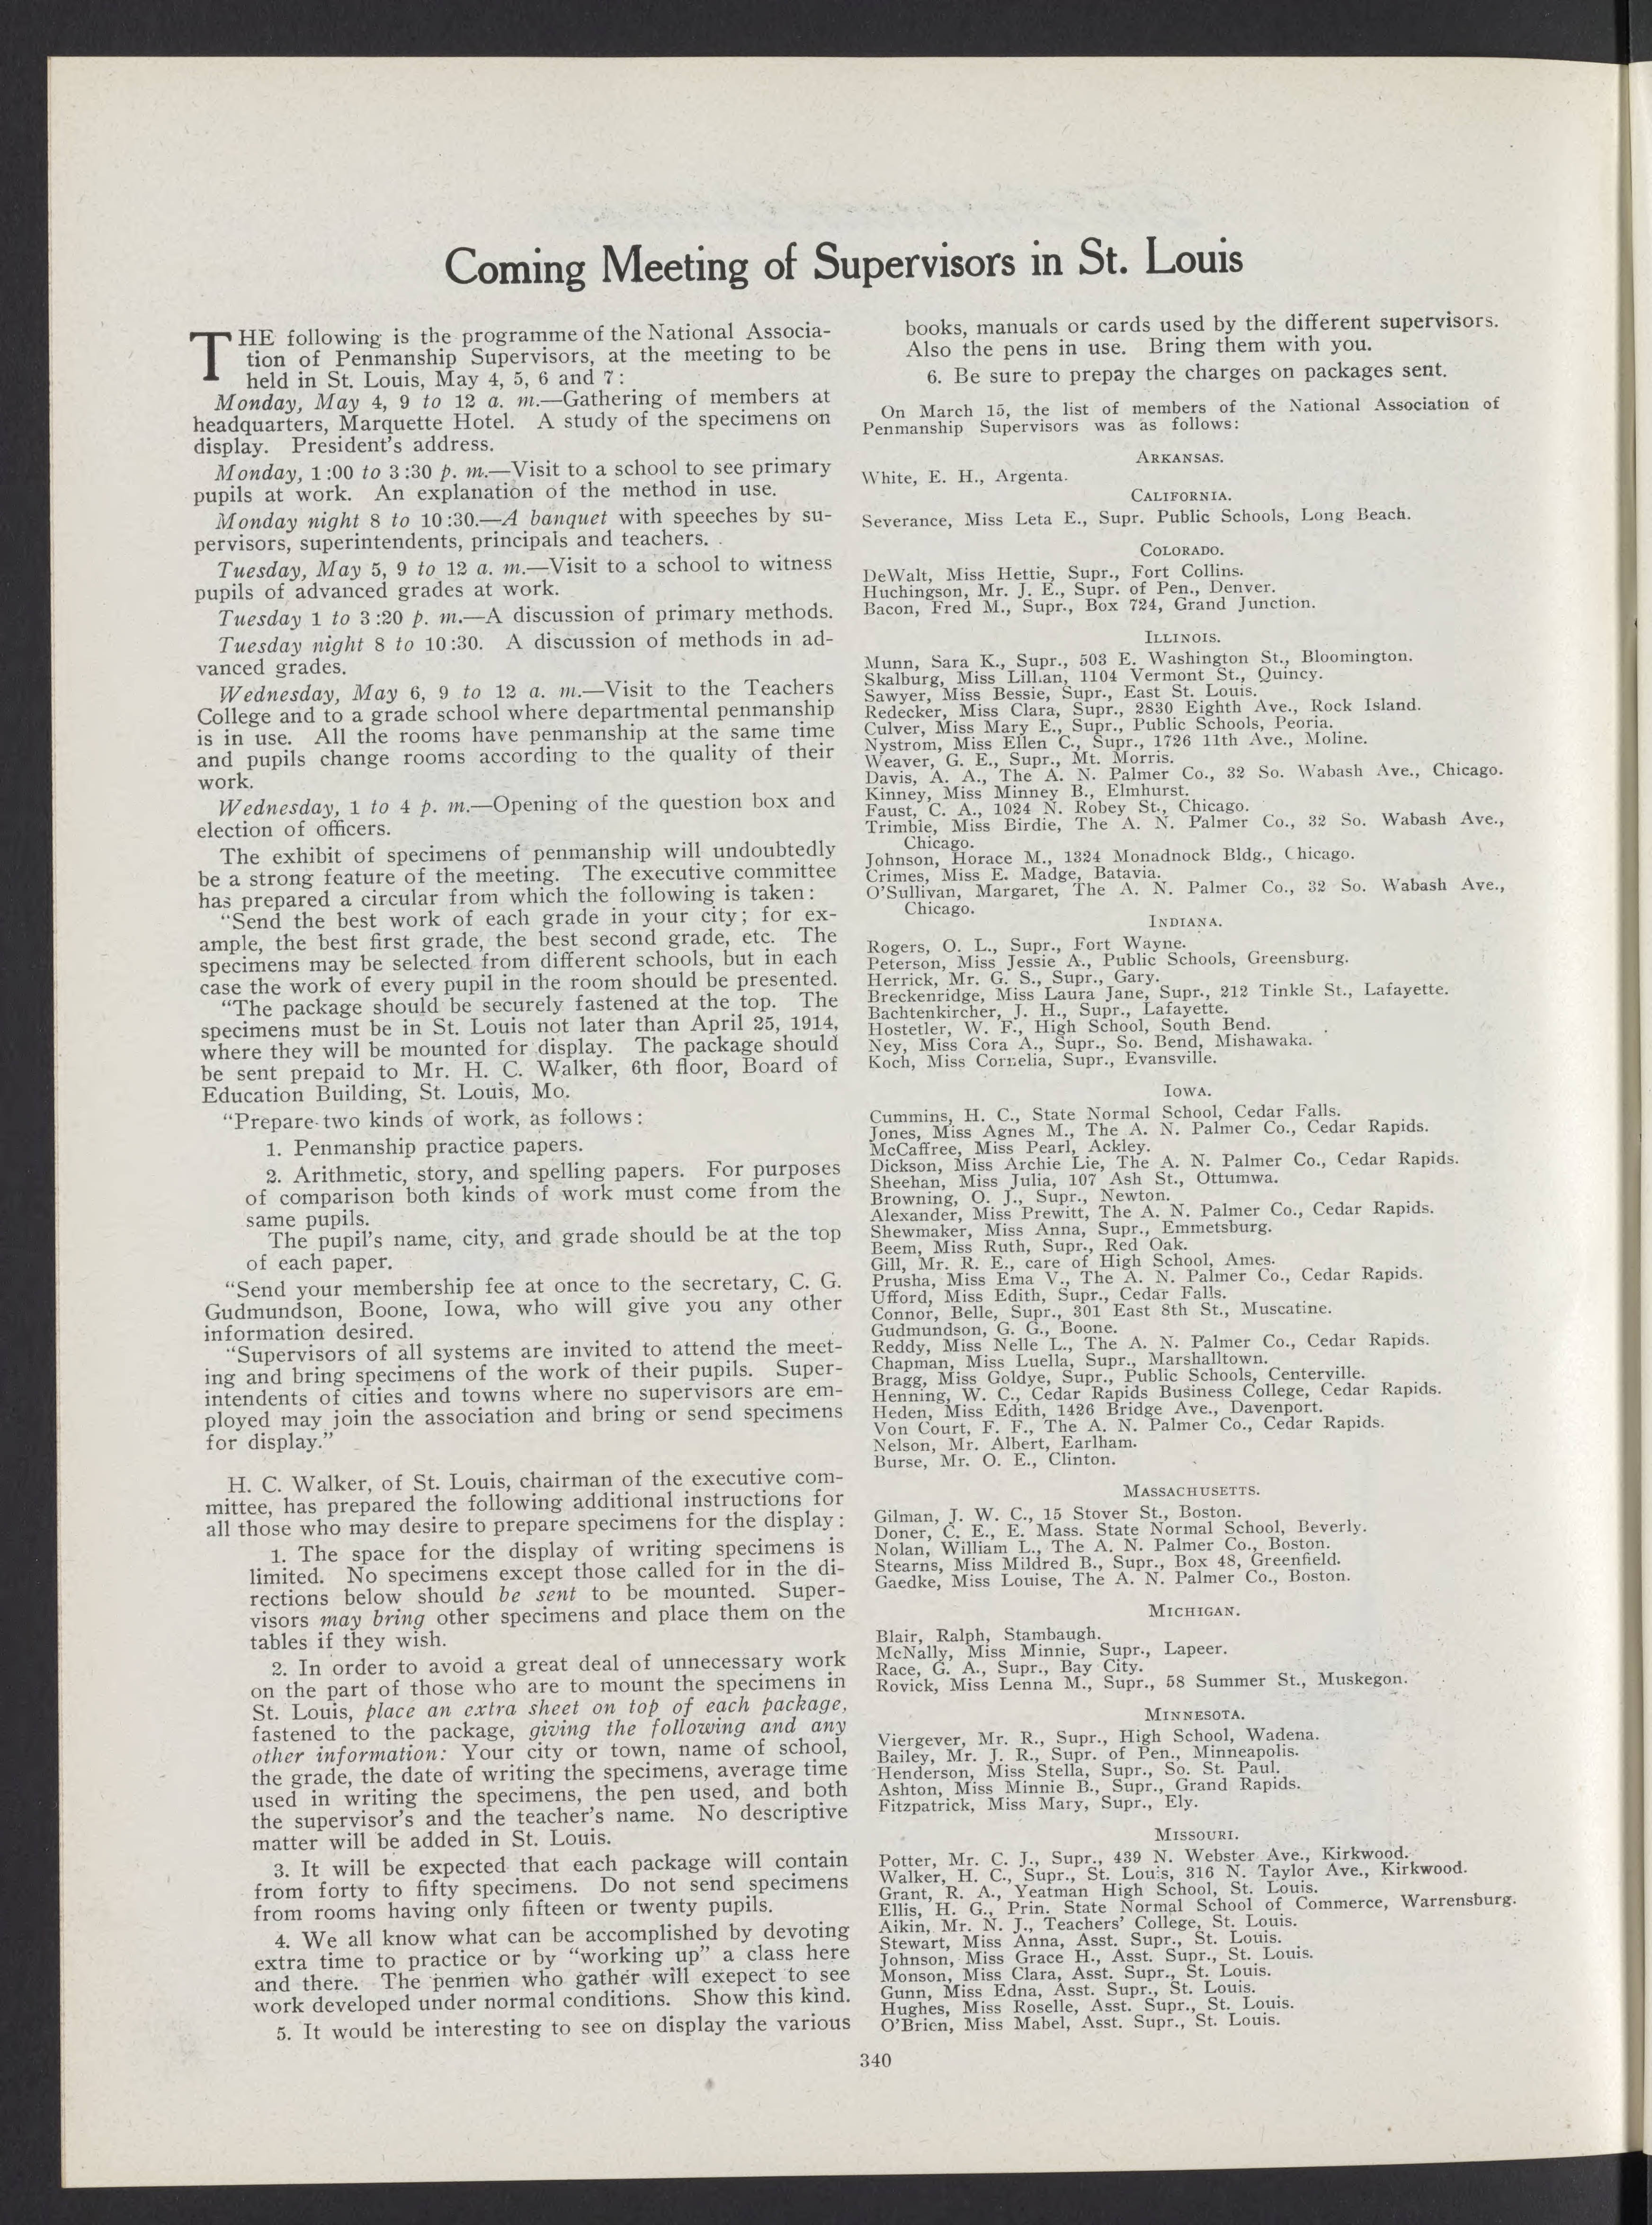 Coming Meeting of Supervisors in St. Louis
THE following is the programme of the National Associa-
tion of Penmanship Supervisors, at the meeting to be
held in St. Louis, May 4, 5, 6 and 7:
Monday, May 4, 9 to 12 a. m.—Gathering of members at
headquarters, Marquette Hotel. A study of the specimens on
display. President's address.
Monday, 1:00 to 3:30 p. m.—Visit to a school to see primary
pupils at work. An explanation of the method in use.
Monday night 8 to 10:30.—A banquet with speeches by su-
pervisors, superintendents, principals and teachers.
Tuesday, May 5, 9 to 12 a. m.—Visit to a school to witness
pupils of advanced grades at work.
Tuesday 1 to 3:20 p. m.—A discussion of primary methods.
Tuesday night 8 to 10:30. A discussion of methods in ad-
vanced grades.
Wednesday, May 6, 9 to 12 a. m.—Visit to the Teachers
College and to a grade school where departmental penmanship
is in use. All the rooms have penmanship at the same time
and pupils change rooms according to the quality of their
work.
Wednesday, 1 to 4 p. m.—Opening of the question box and
election of officers.
The exhibit of specimens of penmanship will undoubtedly
be a strong feature of the meeting. The executive committee
has prepared a circular from which the following is taken:
"Send the best work of each grade in your city; for ex-
ample, the best first grade, the best second grade, etc. The
specimens may be selected from different schools, but in each
case the work of every pupil in the room should be presented.
"The package should be securely fastened at the top. The
specimens must be in St. Louis not later than April 25, 1914,
where they will be mounted for display. The package should
be sent prepaid to Mr. H. C. Walker, 6th floor, Board of
Education Building, St. Louis, Mo.
"Prepare two kinds of work, as follows:
1. Penmanship practice papers.
2. Arithmetic, story, and spelling papers. For purposes
of comparison both kinds of work must come from the
same pupils.
The pupil's name, city, and grade should be at the top
of each paper.
"Send your membership fee at once to the secretary, C. G.
Gudmundson, Boone, Iowa, who will give you any other
information desired.
"Supervisors of all systems are invited to attend the meet-
ing and bring specimens of the work of their pupils. Super-
intendents of cities and towns where no supervisors are em-
ployed may join the association and bring or send specimens
for display."
H. C. Walker, of St. Louis, chairman of the executive com-
mittee, has prepared the following additional instructions for
all those who may desire to prepare specimens for the display:
1. The space for the display of writing specimens is
limited. No specimens except those called for in the di-
rections below should be sent to be mounted. Super-
visors may bring other specimens and place them on the
tables if they wish.
2. In order to avoid a great deal of unnecessary work
on the part of those who are to mount the specimens in
St. Louis, place an extra sheet on top of each package,
fastened to the package, giving the following and any
other information: Your city or town, name of school,
the grade, the date of writing the specimens, average time
used in writing the specimens, the pen used, and both
the supervisor's and the teacher's name. No descriptive
matter will be added in St. Louis.
3. It will be expected that each package will contain
from forty to fifty specimens. Do not send specimens
from rooms having only fifteen or twenty pupils.
4. We all know what can be accomplished by devoting
extra time to practice or by "working up" a class here
and there. The penmen who gather will exepect to see
work developed under normal conditions. Show this kind.
5. It would be interesting to see on display the various
books, manuals or cards used by the different supervisors.
Also the pens in use. Bring them with you.
6. Be sure to prepay the charges on packages sent.
On March 15, the list of members of the National Association of
Penmanship Supervisors was as follows:
ARKANSAS.
White, E. H., Argenta.
CALIFORNIA.
Severance, Miss Leta E., Supr. Public Schools, Long Beach.
COLORADO.
DeWalt, Miss Hettie, Supr., Fort Collins.
Huchingson, Mr. J. E., Supr. of Pen., Denver.
Bacon, Fred M., Supr., Box 724, Grand Junction.
ILLINOIS.
Munn, Sara K., Supr., 503 E. Washington St., Bloomington.
Skalburg, Miss Lillian, 1104 Vermont St., Quincy.
Sawyer, Miss Bessie, Supr., East St. Louis.
Redecker, Miss Clara, Supr., 2830 Eighth Ave., Rock Island.
Culver, Miss Mary E., Supr., Public Schools, Peoria.
Nystrom, Miss Ellen C., Supr., 1726 11th Ave., Moline.
Weaver, G. E., Supr., Mt. Morris.
Davis, A. A., The A. N. Palmer Co., 32 So. Wabash Ave., Chicago.
Kinney, Miss Minney B., Elmhurst.
Faust, C. A., 1024 N. Robey St., Chicago.
Trimble, Miss Birdie, The A. N. Palmer Co., 32 So. Wabash Ave.,
Chicago.
Johnson, Horace M., 1324 Monadnock Bldg., Chicago.
Crimes, Miss E. Madge, Batavia.
O'Sullivan, Margaret, The A. N. Palmer Co., 32 So. Wabash Ave.,
Chicago.
INDIANA.
Rogers, O. L., Supr., Fort Wayne.
Peterson, Miss Jessie A., Public Schools, Greensburg.
Herrick, Mr. G. S., Supr., Gary.
Breckenridge, Miss Laura Jane, Supr., 212 Tinkle St., Lafayette.
Bachtenkircher, J. H., Supr., Lafayette.
Hostetler, W. F., High School, South Bend.
Ney, Miss Cora A., Supr., So. Bend, Mishawaka.
Koch, Miss Cornelia, Supr., Evansville.
IOWA.
Cummins, H. C., State Normal School, Cedar Falls.
Jones, Miss Agnes M., The A. N. Palmer Co., Cedar Rapids.
McCaffree, Miss Pearl, Ackley.
Dickson, Miss Archie Lie, The A. N. Palmer Co., Cedar Rapids.
Sheehan, Miss Julia, 107 Ash St., Ottumwa.
Browning, O. J., Supr., Newton.
Alexander, Miss Prewitt, The A. N. Palmer Co., Cedar Rapids.
Shewmaker, Miss Anna, Supr., Emmetsburg.
Beem, Miss Ruth, Supr., Red Oak.
Gill, Mr. R. E., care of High School, Ames.
Prusha, Miss Ema V., The A. N. Palmer Co., Cedar Rapids.
Ufford, Miss Edith, Supr., Cedar Falls.
Connor, Belle, Supr., 301 East 8th St., Muscatine.
Gudmundson, G. G., Boone.
Reddy, Miss Nelle L., The A. N. Palmer Co., Cedar Rapids.
Chapman, Miss Luella, Supr., Marshalltown.
Bragg, Miss Goldye, Supr., Public Schools, Centerville.
Henning, W. C., Cedar Rapids Business College, Cedar Rapids.
Heden, Miss Edith, 1426 Bridge Ave., Davenport.
Von Court, F. F., The A. N. Palmer Co., Cedar Rapids.
Nelson, Mr. Albert, Earlham.
Burse, Mr. O. E., Clinton.
MASSACHUSETTS.
Gilman, J. W. C., 15 Stover St., Boston.
Doner, C. E., E. Mass. State Normal School, Beverly.
Nolan, William L., The A. N. Palmer Co., Boston.
Stearns, Miss Mildred B., Supr., Box 48, Greenfield.
Gaedke, Miss Louise, The A. N. Palmer Co., Boston.
MICHIGAN.
Blair, Ralph, Stambaugh.
McNally, Miss Minnie, Supr., Lapeer.
Race, G. A., Supr., Bay City.
Rovick, Miss Lenna M., Supr., 58 Summer St., Muskegon.
MINNESOTA.
Viergever, Mr. R., Supr., High School, Wadena.
Bailey, Mr. J. R., Supr. of Pen., Minneapolis.
Henderson, Miss Stella, Supr., So. St. Paul.
Ashton, Miss Minnie B., Supr., Grand Rapids.
Fitzpatrick, Miss Mary, Supr., Ely.
MISSOURI.
Potter, Mr. C. J., Supr., 439 N. Webster Ave., Kirkwood.
Walker, H. C., Supr., St. Louis, 316 N. Taylor Ave., Kirkwood.
Grant, R. A., Yeatman High School, St. Louis.
Ellis, H. G., Prin. State Normal School of Commerce, Warrensburg.
Aikin, Mr. N. J., Teachers' College, St. Louis.
Stewart, Miss Anna, Asst. Supr., St. Louis.
Johnson, Miss Grace H., Asst. Supr., St. Louis.
Monson, Miss Clara, Asst. Supr., St. Louis.
Gunn, Miss Edna, Asst. Supr., St. Louis.
Hughes, Miss Roselle, Asst. Supr., St. Louis.
O'Brien, Miss Mabel, Asst. Supr., St. Louis.
340